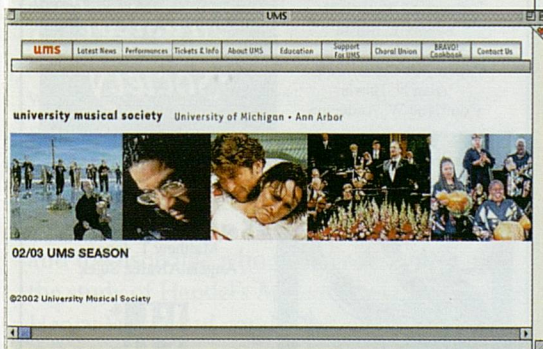 UMS
ums Latest News Performances Tickets & Info About UMS Education Support For UMS Choral Union BRAVO! Cookbook Contact Us
university musical society University of Michigan • Ann Arbor
02/03 UMS SEASON
©2002 University Musical Society